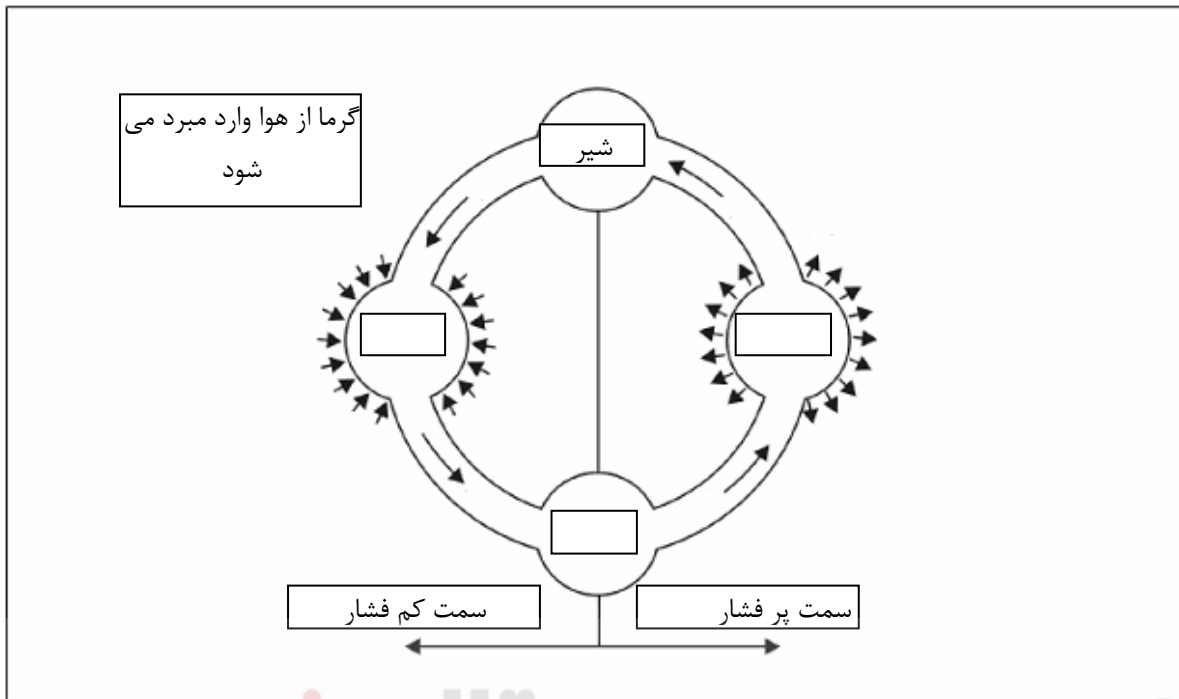 گرما از هوا وارد مبرد می
شود
شیر
سمت کم فشار
سمت پر فشار